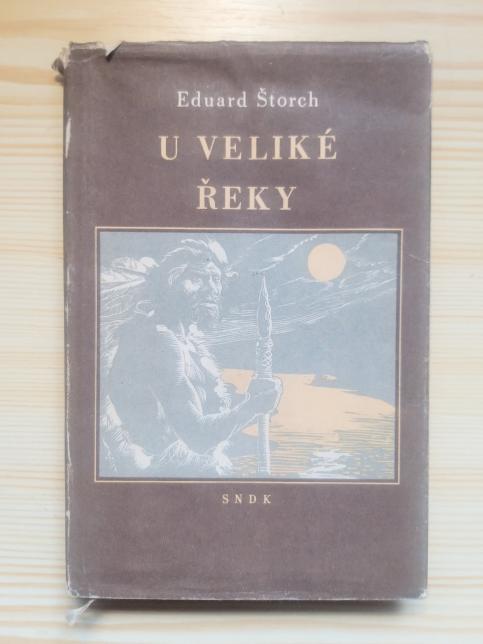 Eduard Štorch
U VELIKÉ
ŘEKY
SNDK